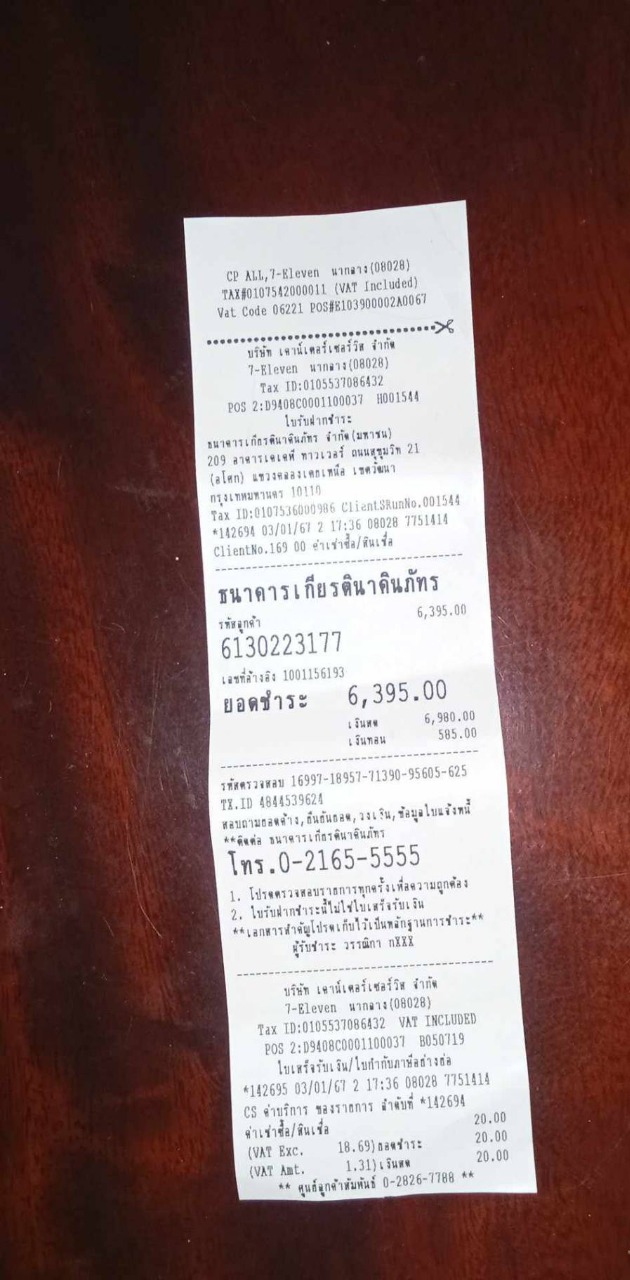 CP ALL,7-Eleven นากลาง(08028)
TAX#0107542000011 (VAT Included)
Vat Code 06221 POS#E103900002A0067
บริษัท เคาน์เตอร์เซอร์วิส จำกัด
7-Eleven นากลาง(08028)
Tax ID:0105537086432
POS 2:D9408C0001100037 H001544
ใบรับฝากชำระ
ธนาคารเกียรตินาคินภัทร จำกัด(มหาชน)
209 อาคารเคเคพี ทาวเวอร์ ถนนสุขุมวิท 21
(อโศก) แขวงคลองเตยเหนือ เขตวัฒนา
กรุงเทพมหานคร 10110
Tax ID:0107536000986 ClientSRunNo.001544
*142694 03/01/67 2 17:36 08028 7751414
ClientNo.169 00 ค่าเช่าซื้อ/สินเชื่อ
ธนาคารเกียรตินาคินภัทร
รหัสลูกค้า 6,395.00
6130223177
เลขที่อ้างอิง 1001156193
ยอดชำระ 6,395.00
เงินสด 6,980.00
เงินทอน 585.00
รหัสตรวจสอบ 16997-18957-71390-95605-625
TX.ID 4844539624
สอบถามยอดค้าง,ยืนยันยอด,วงเงิน,ข้อมูลใบแจ้งหนี้
**ติดต่อ ธนาคารเกียรตินาคินภัทร
โทร.0-2165-5555
1. โปรดตรวจสอบรายการทุกครั้งเพื่อความถูกต้อง
2. ใบรับฝากชำระนี้ไม่ใช่ใบเสร็จรับเงิน
**เอกสารสำคัญโปรดเก็บไว้เป็นหลักฐานการชำระ**
ผู้รับชำระ วรรณิกา nXXX
บริษัท เคาน์เตอร์เซอร์วิส จำกัด
7-Eleven นากลาง(08028)
Tax ID:0105537086432 VAT INCLUDED
POS 2:D9408C0001100037 B050719
ใบเสร็จรับเงิน/ใบกำกับภาษีอย่างย่อ
*142695 03/01/67 2 17:36 08028 7751414
CS ค่าบริการ ของรายการ ลำดับที่ *142694
ค่าเช่าซื้อ/สินเชื่อ 20.00
(VAT Exc. 18.69)ยอดชำระ 20.00
(VAT Amt. 1.31)เงินสด 20.00
** ศูนย์ลูกค้าสัมพันธ์ 0-2826-7788 **